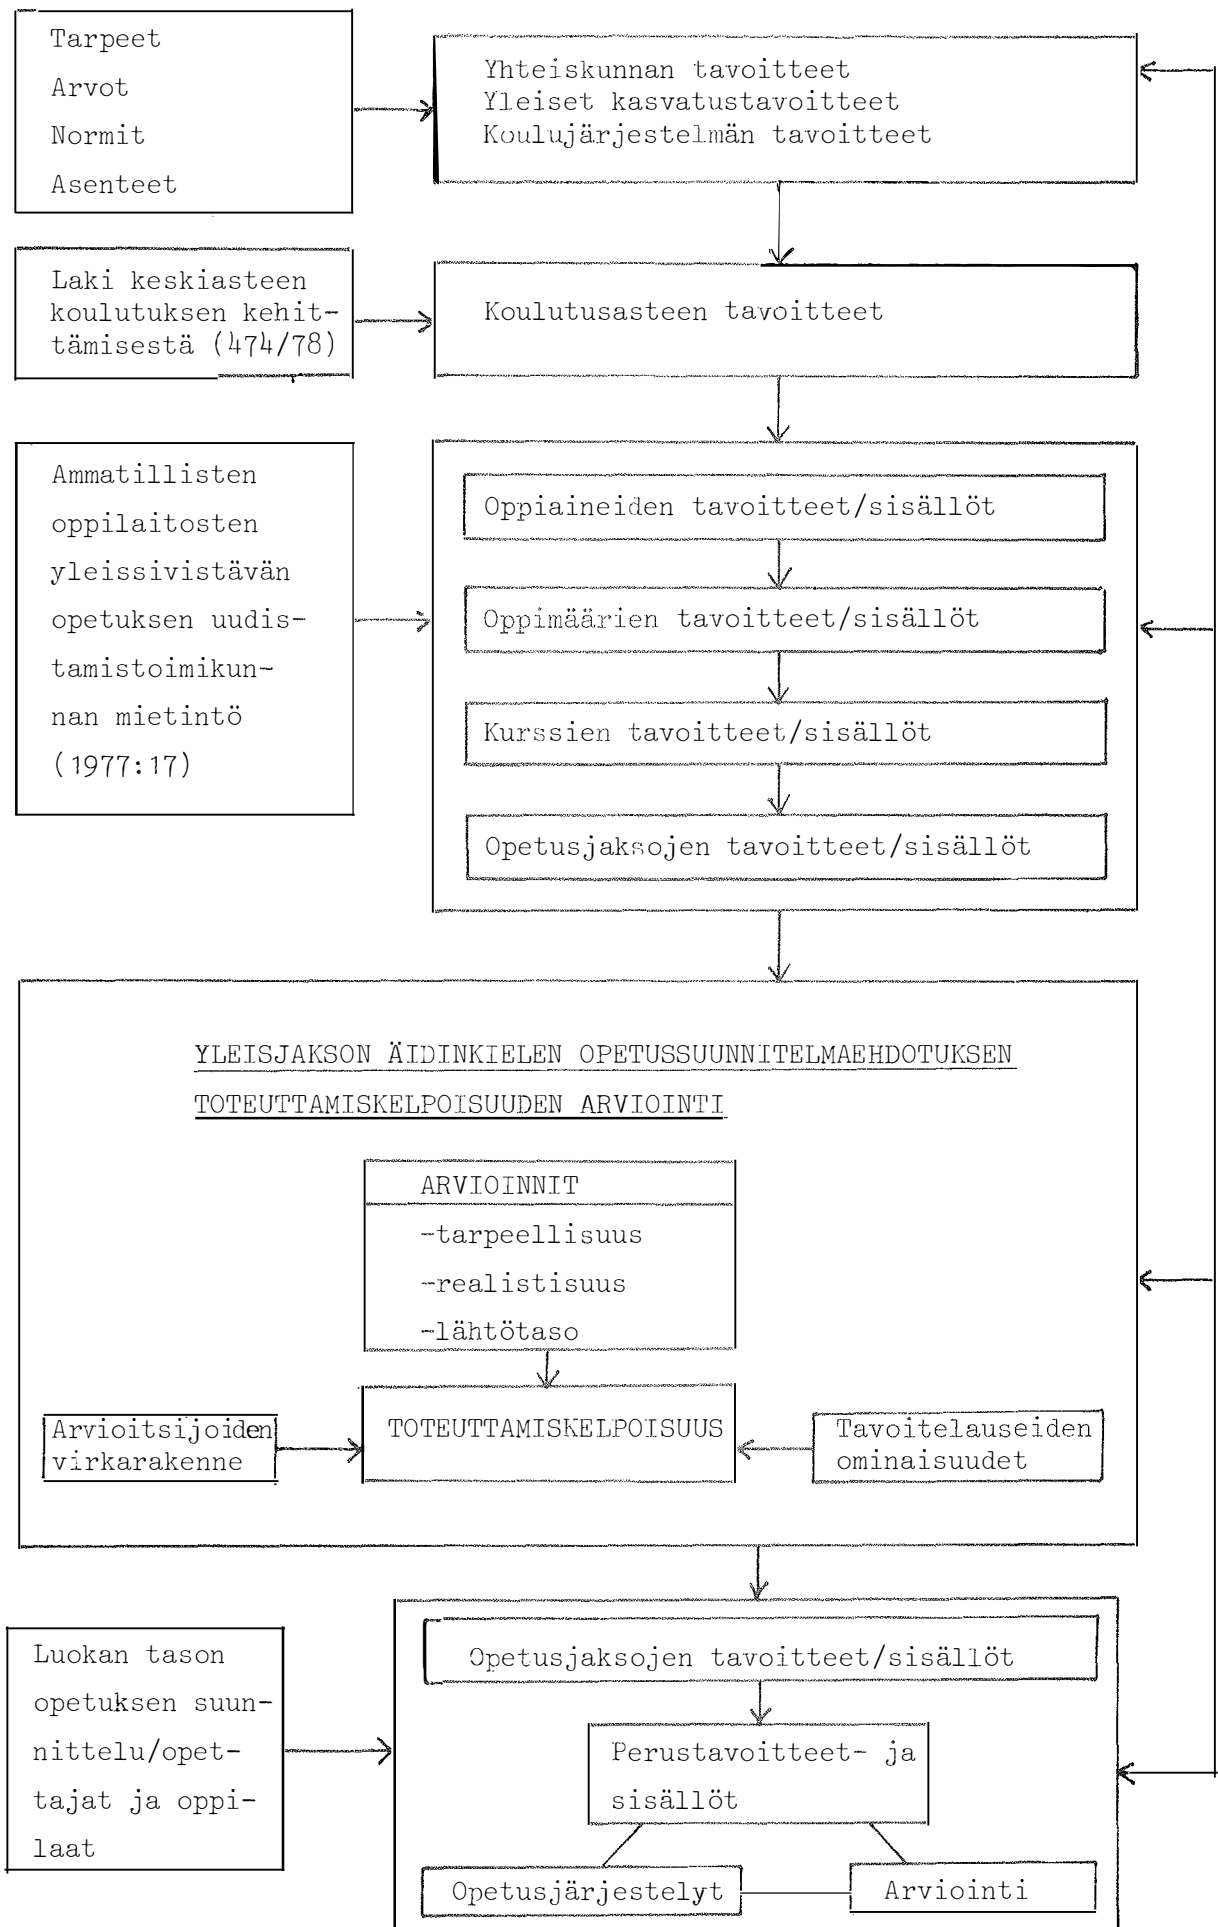 Tarpeet
Arvot
Normit
Asenteet
Yhteiskunnan tavoitteet
Yleiset kasvatustavoitteet
Koulujärjestelmän tavoitteet
Laki keskiasteen
koulutuksen kehit-
tämisestä (474/78)
Koulutusasteen tavoitteet
Ammatillisten
oppilaitosten
yleissivistävän
opetuksen uudis-
tamistoimikun-
nan mietintö
(1977:17)
Oppiaineiden tavoitteet/sisällöt
Oppimäärien tavoitteet/sisällöt
Kurssien tavoitteet/sisällöt
Opetusjaksojen tavoitteet/sisällöt
YLEISJAKSON ÄIDINKIELEN OPETUSSUUNNITELMAEHDOTUKSEN
TOTEUTTAMISKELPOISUUDEN ARVIOINTI
ARVIOINNIT
-tarpeellisuus
-realistisuus
-lähtötaso
Arvioitsijoiden
virkarakenne
TOTEUTTAMISKELPOISUUS
Tavoitelauseiden
ominaisuudet
Luokan tason
opetuksen suun-
nittelu/opet-
tajat ja oppi-
laat
Opetusjaksojen tavoitteet/sisällöt
Perustavoitteet- ja
sisällöt
Opetusjärjestelyt
Arviointi